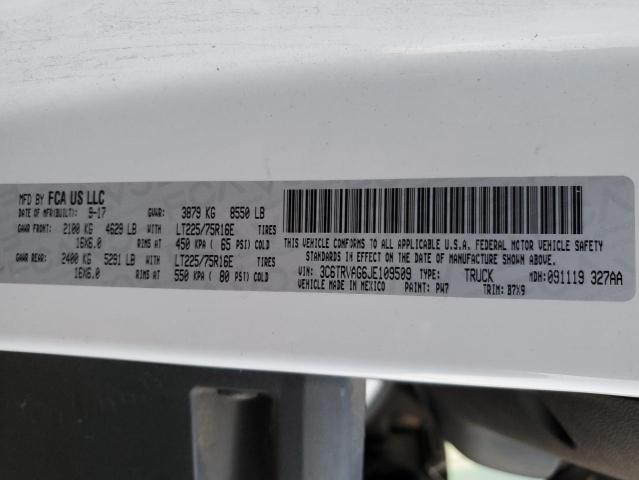 MFD BY FCA US LLC
DATE OF MFR(BUILT): 9-17 GVWR: 3879 KG 8550 LB
GAWR FRONT: 2100 KG 4629 LB WITH LT225/75R16E TIRES
16X6.0 RIMS AT 450 KPA ( 65 PSI) COLD
GAWR REAR: 2400 KG 5291 LB WITH LT225/75R16E TIRES
16X6.0 RIMS AT 550 KPA ( 80 PSI) COLD
THIS VEHICLE CONFORMS TO ALL APPLICABLE U.S.A. FEDERAL MOTOR VEHICLE SAFETY
STANDARDS IN EFFECT ON THE DATE OF MANUFACTURE SHOWN ABOVE.
VIN: 3C6TRVAG6JE109509 TYPE: TRUCK MDH: 091119 327AA
VEHICLE MADE IN MEXICO PAINT: PW7 TRIM: B7X9